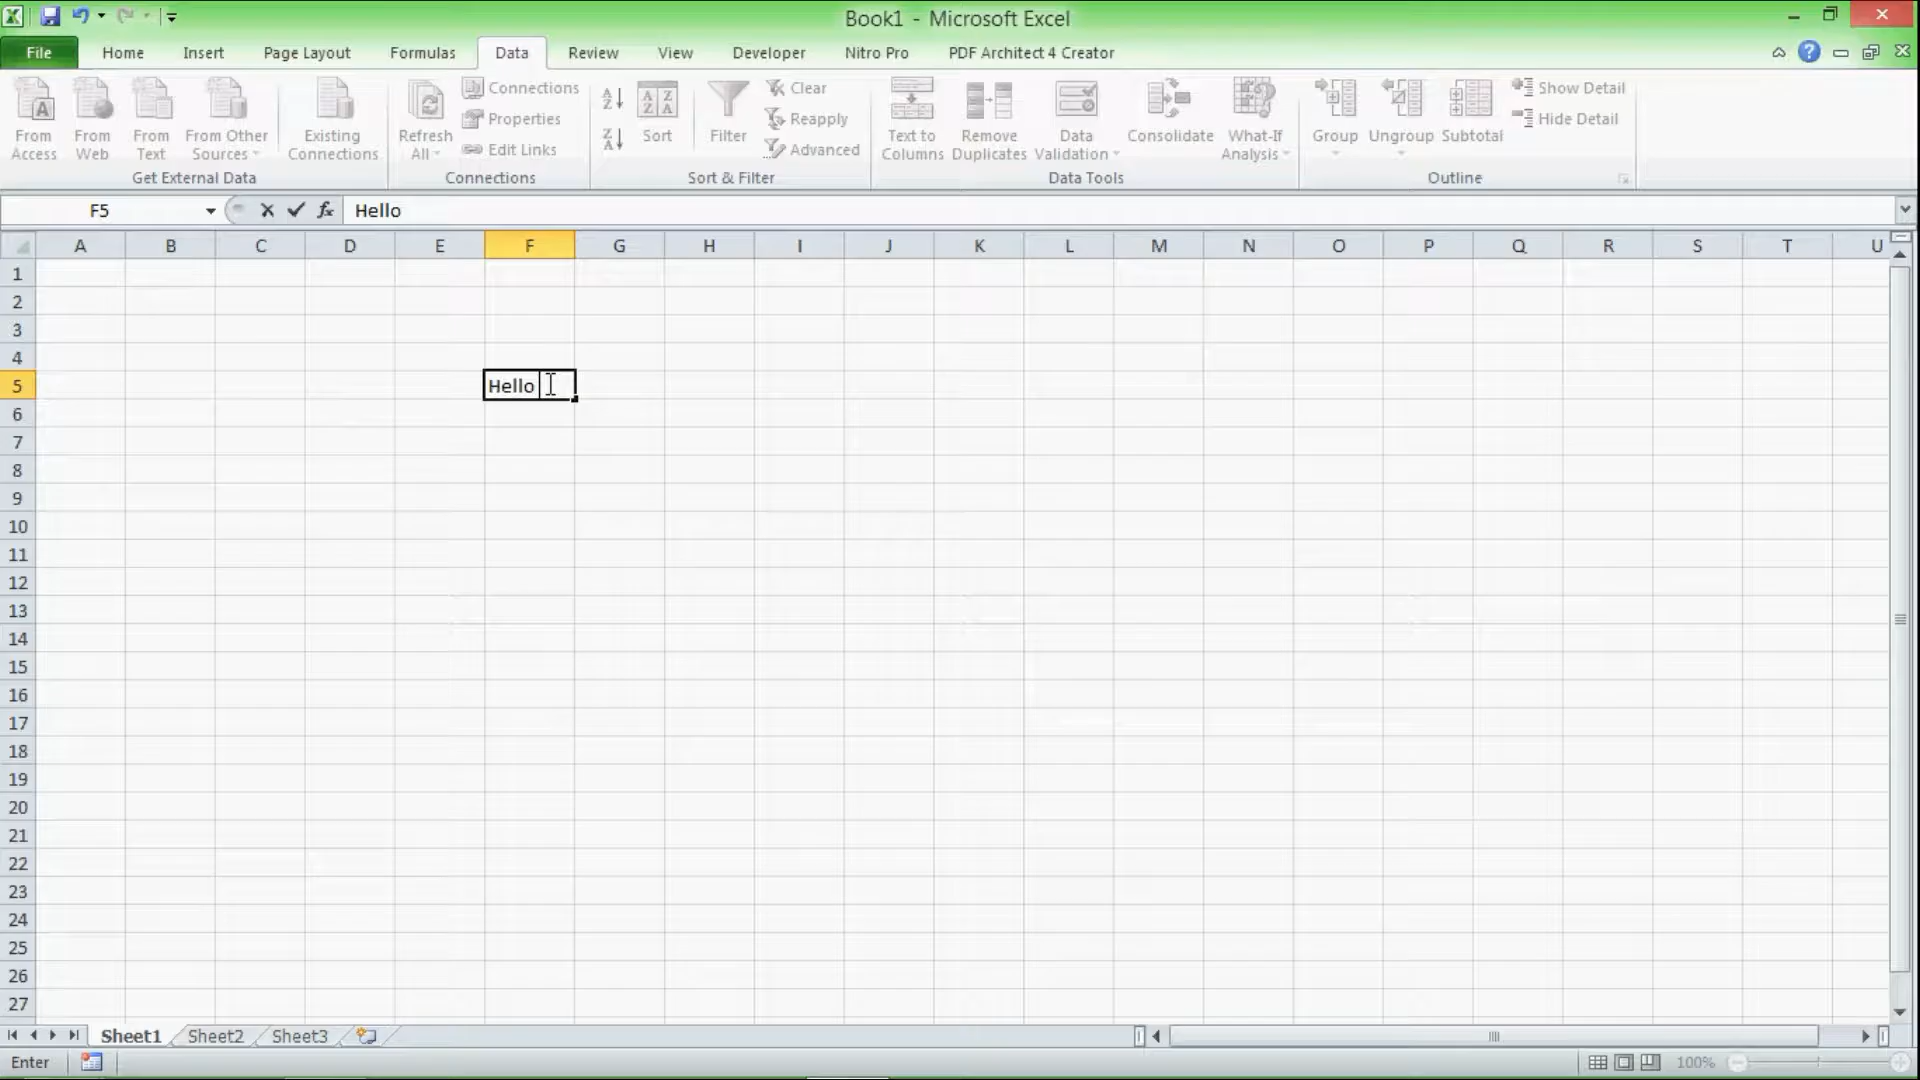 Book1 - Microsoft Excel
File Home Insert Page Layout Formulas Data Review View Developer Nitro Pro PDF Architect 4 Creator
From Access
From Web
From Text
From Other Sources
Existing Connections
Get External Data
Refresh All
Connections
Properties
Edit Links
Connections
Sort
Filter
Clear
Reapply
Advanced
Sort & Filter
Text to Columns
Remove Duplicates
Data Validation
Consolidate
What-If Analysis
Data Tools
Group
Ungroup
Subtotal
Show Detail
Hide Detail
Outline
F5 fx Hello
A B C D E F G H I J K L M N O P Q R S T U
1
2
3
4
5 Hello
6
7
8
9
10
11
12
13
14
15
16
17
18
19
20
21
22
23
24
25
26
27
Sheet1 Sheet2 Sheet3
Enter 100%